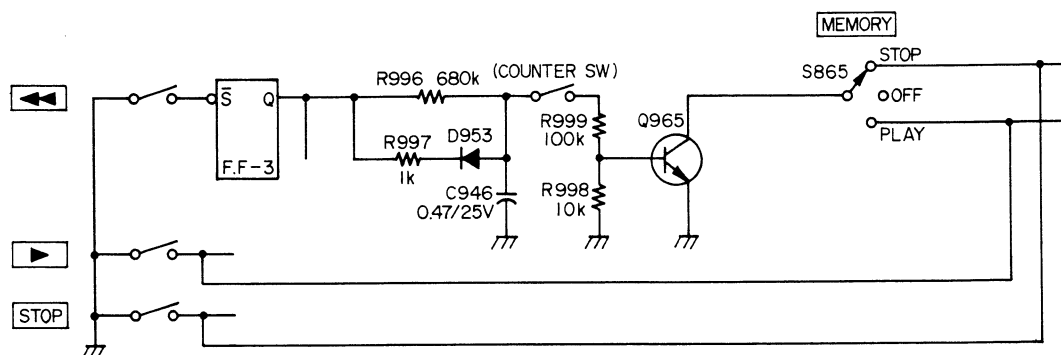 MEMORY
STOP
S865
OFF
PLAY
R996 680k
(COUNTER SW)
S̅ Q
F.F-3
R997
1k
D953
C946
0.47/25V
R999
100k
R998
10k
Q965
STOP